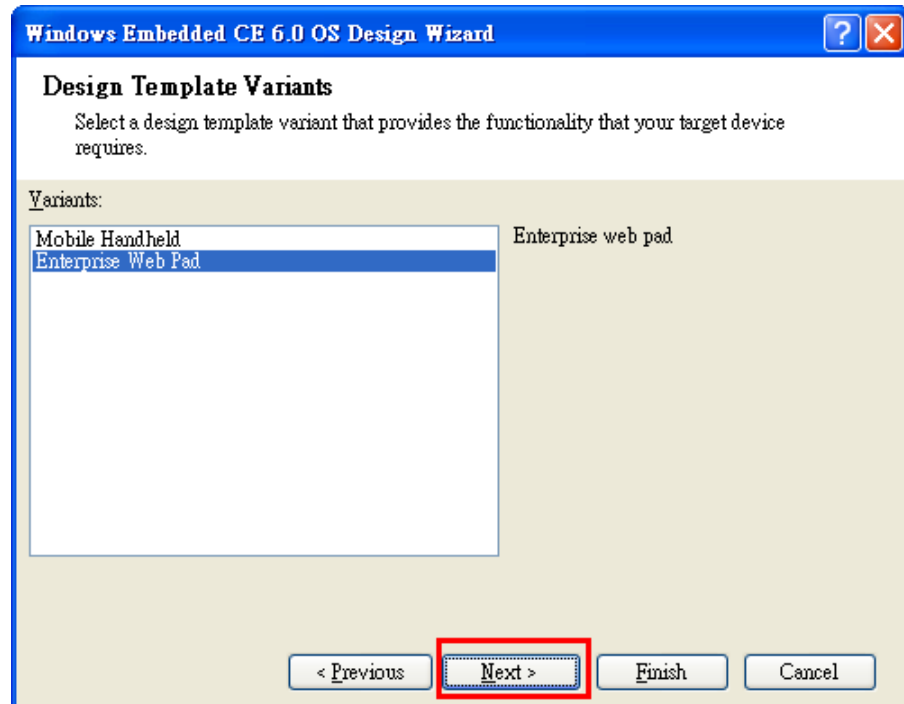 Windows Embedded CE 6.0 OS Design Wizard
Design Template Variants
Select a design template variant that provides the functionality that your target device
requires.
Variants:
Mobile Handheld
Enterprise Web Pad
Enterprise web pad
< Previous
Next >
Finish
Cancel